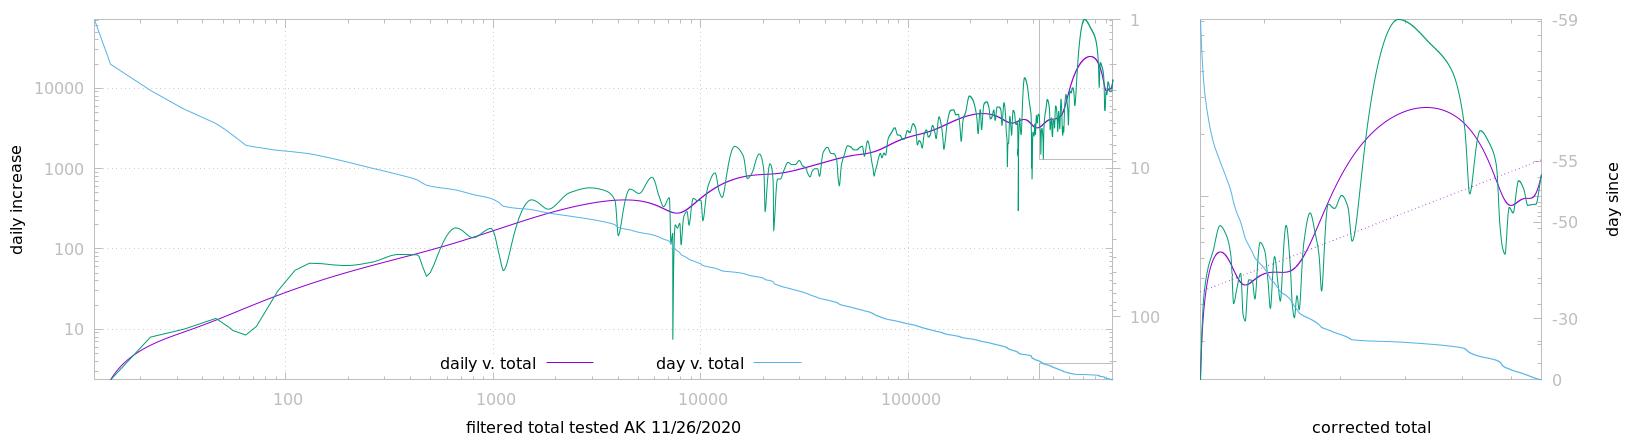 daily increase
10000
1000
100
10
daily v. total
day v. total
100
1000
10000
100000
filtered total tested AK 11/26/2020
1
10
100
-59
-55
-50
-30
0
day since
corrected total